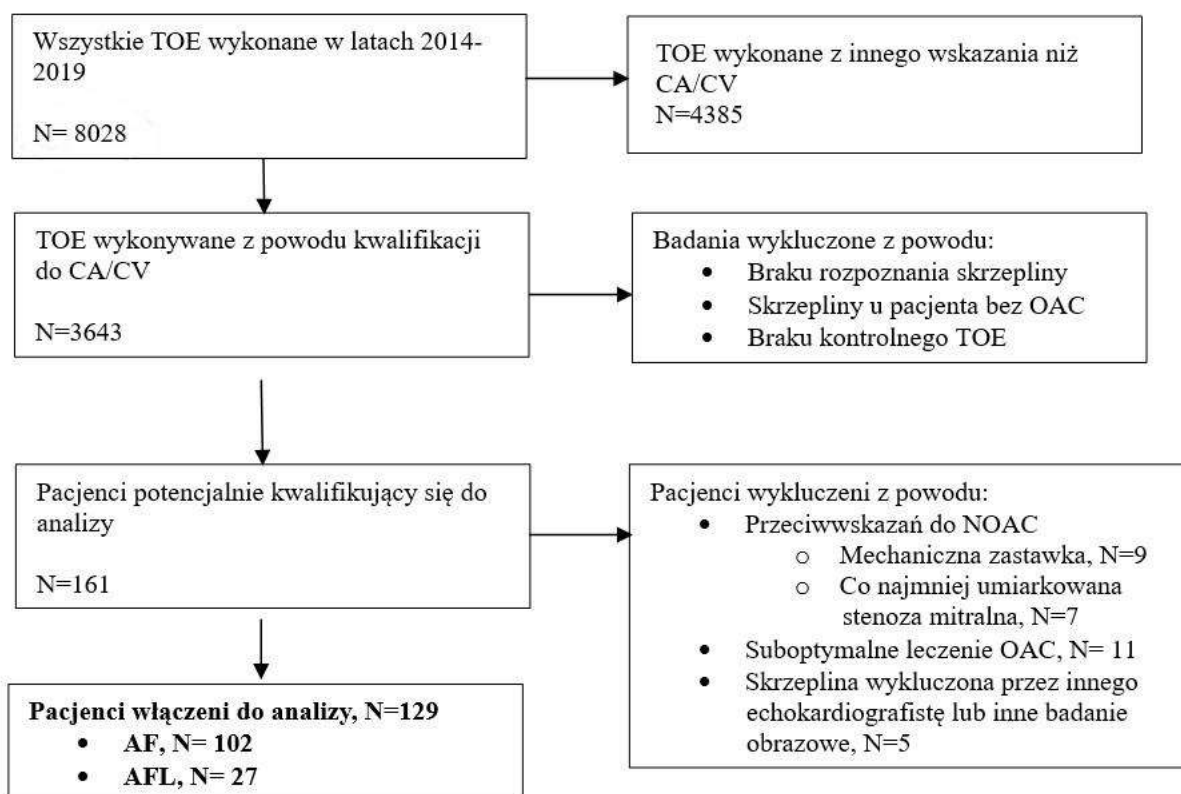 Wszystkie TOE wykonane w latach 2014-
2019
N= 8028
TOE wykonane z innego wskazania niż
CA/CV
N=4385
TOE wykonywane z powodu kwalifikacji
do CA/CV
N=3643
Badania wykluczone z powodu:
• Braku rozpoznania skrzepliny
• Skrzepliny u pacjenta bez OAC
• Braku kontrolnego TOE
Pacjenci potencjalnie kwalifikujący się do
analizy
N=161
Pacjenci wykluczeni z powodu:
• Przeciwwskazań do NOAC
o Mechaniczna zastawka, N=9
o Co najmniej umiarkowana
stenoza mitralna, N=7
• Suboptymalne leczenie OAC, N= 11
• Skrzeplina wykluczona przez innego
echokardiografistę lub inne badanie
obrazowe, N=5
Pacjenci włączeni do analizy, N=129
• AF, N= 102
• AFL, N= 27